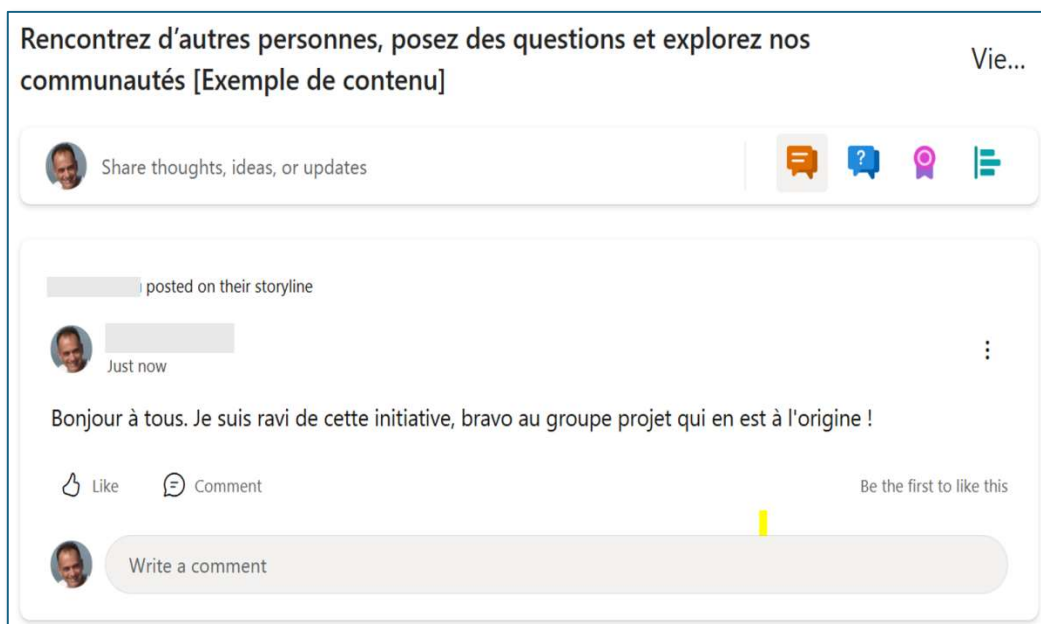 Rencontrez d’autres personnes, posez des questions et explorez nos
communautés [Exemple de contenu]
Vie...
Share thoughts, ideas, or updates
?
posted on their storyline
Just now
Bonjour à tous. Je suis ravi de cette initiative, bravo au groupe projet qui en est à l'origine !
Like
Comment
Be the first to like this
Write a comment